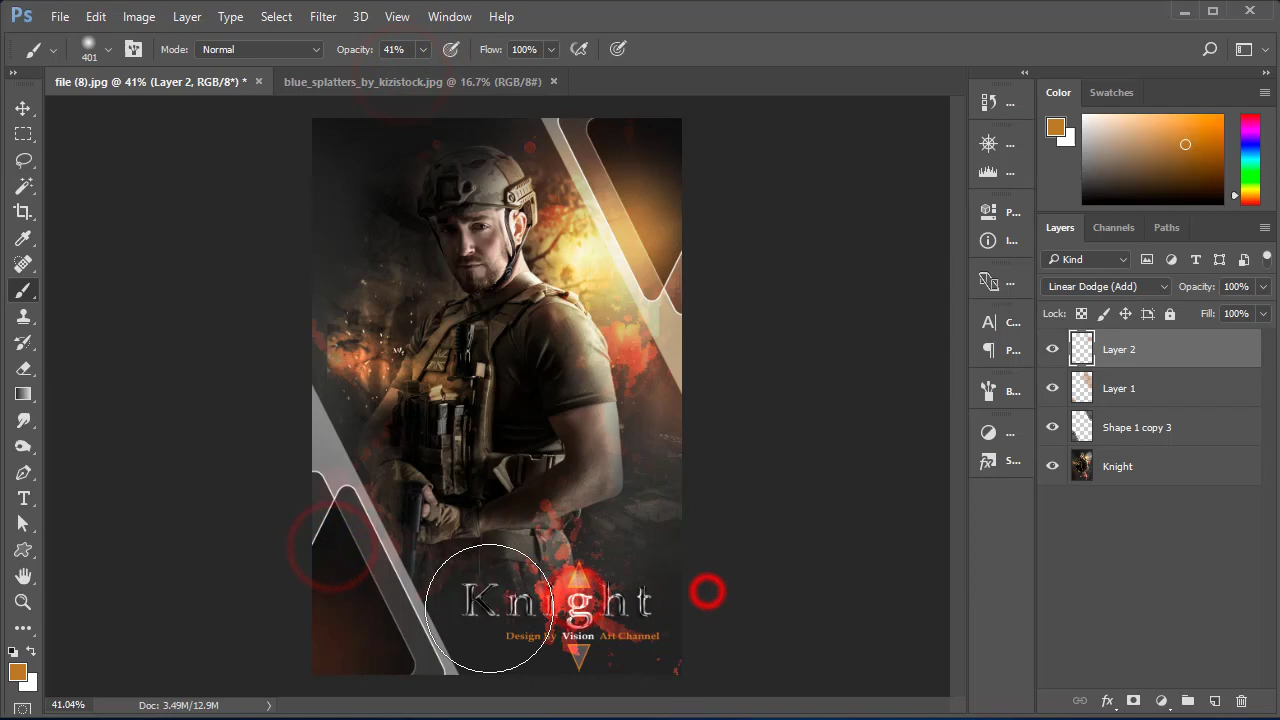 Ps File Edit Image Layer Type Select Filter 3D View Window Help
401 Mode: Normal Opacity: 41% Flow: 100%
file (8).jpg @ 41% (Layer 2, RGB/8*) * × blue_splatters_by_kizistock.jpg @ 16.7% (RGB/8#) ×
Color Swatches
...
...
...
P...
I...
...
C...
P...
B...
...
S...
Layers Channels Paths
Kind
Linear Dodge (Add) Opacity: 100%
Lock: Fill: 100%
Layer 2
Layer 1
Shape 1 copy 3
Knight
Knight
Design By Vision Art Channel
41.04% Doc: 3.49M/12.9M